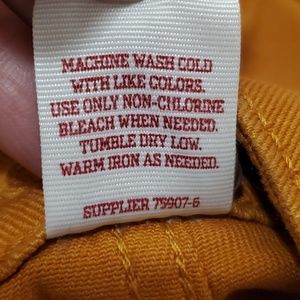 MACHINE WASH COLD
WITH LIKE COLORS.
USE ONLY NON-CHLORINE
BLEACH WHEN NEEDED.
TUMBLE DRY LOW.
WARM IRON AS NEEDED.
SUPPLIER 75907-6